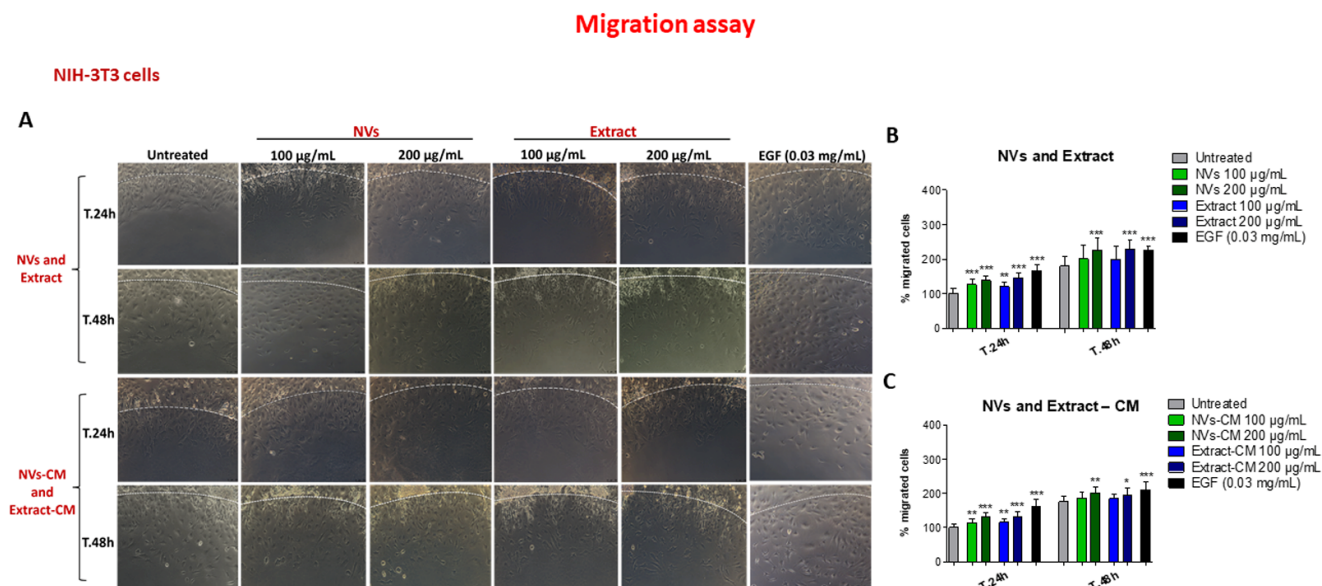 Migration assay
NIH-3T3 cells
A
NVs
Extract
Untreated
100 µg/mL
200 µg/mL
100 µg/mL
200 µg/mL
EGF (0.03 mg/mL)
NVs and
Extract
T.24h
T.48h
NVs-CM
and
Extract-CM
T.24h
T.48h
B
NVs and Extract
% migrated cells
400
300
200
100
0
*** *** ** *** ***
*** *** ***
T.24h
T.48h
Untreated
NVs 100 µg/mL
NVs 200 µg/mL
Extract 100 µg/mL
Extract 200 µg/mL
EGF (0.03 mg/mL)
C
NVs and Extract – CM
% migrated cells
400
300
200
100
0
** *** ** *** ***
** * ***
T.24h
T.48h
Untreated
NVs-CM 100 µg/mL
NVs-CM 200 µg/mL
Extract-CM 100 µg/mL
Extract-CM 200 µg/mL
EGF (0.03 mg/mL)